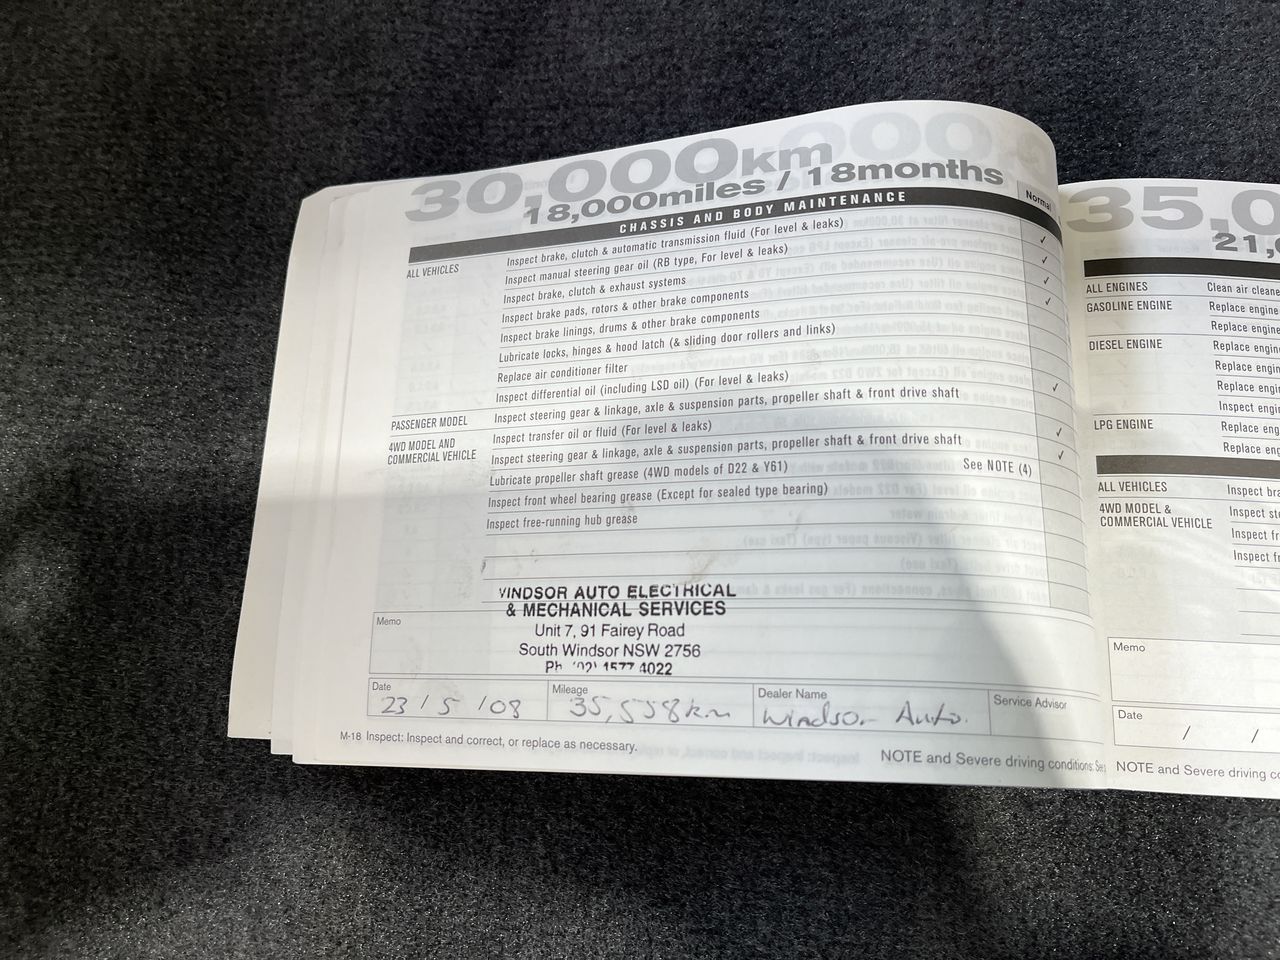 30,000km
18,000miles / 18months
CHASSIS AND BODY MAINTENANCE
Normal
ALL VEHICLES
Inspect brake, clutch & automatic transmission fluid (For level & leaks) ✓
Inspect manual steering gear oil (RB type, For level & leaks) ✓
Inspect brake, clutch & exhaust systems ✓
Inspect brake pads, rotors & other brake components ✓
Inspect brake linings, drums & other brake components
Lubricate locks, hinges & hood latch (& sliding door rollers and links)
Replace air conditioner filter
Inspect differential oil (including LSD oil) (For level & leaks) ✓
PASSENGER MODEL
Inspect steering gear & linkage, axle & suspension parts, propeller shaft & front drive shaft
4WD MODEL AND
COMMERCIAL VEHICLE
Inspect transfer oil or fluid (For level & leaks) ✓
Inspect steering gear & linkage, axle & suspension parts, propeller shaft & front drive shaft ✓
Lubricate propeller shaft grease (4WD models of D22 & Y61) See NOTE (4)
Inspect front wheel bearing grease (Except for sealed type bearing)
Inspect free-running hub grease
WINDSOR AUTO ELECTRICAL
& MECHANICAL SERVICES
Unit 7, 91 Fairey Road
South Windsor NSW 2756
Ph (02) 4577 4022
Memo
Date
23 / 5 / 08
Mileage
35,558km
Dealer Name
Windsor Auto.
Service Advisor
M-18 Inspect: Inspect and correct, or replace as necessary.
NOTE and Severe driving conditions:
35,0
21,
ALL ENGINES
Clean air cleane
GASOLINE ENGINE
Replace engine
Replace engine
DIESEL ENGINE
Replace engin
Replace engin
Replace engin
Inspect engin
LPG ENGINE
Replace eng
Replace eng
ALL VEHICLES
Inspect bra
4WD MODEL &
COMMERCIAL VEHICLE
Inspect ste
Inspect fr
Inspect f
Memo
Date
/ /
NOTE and Severe driving co